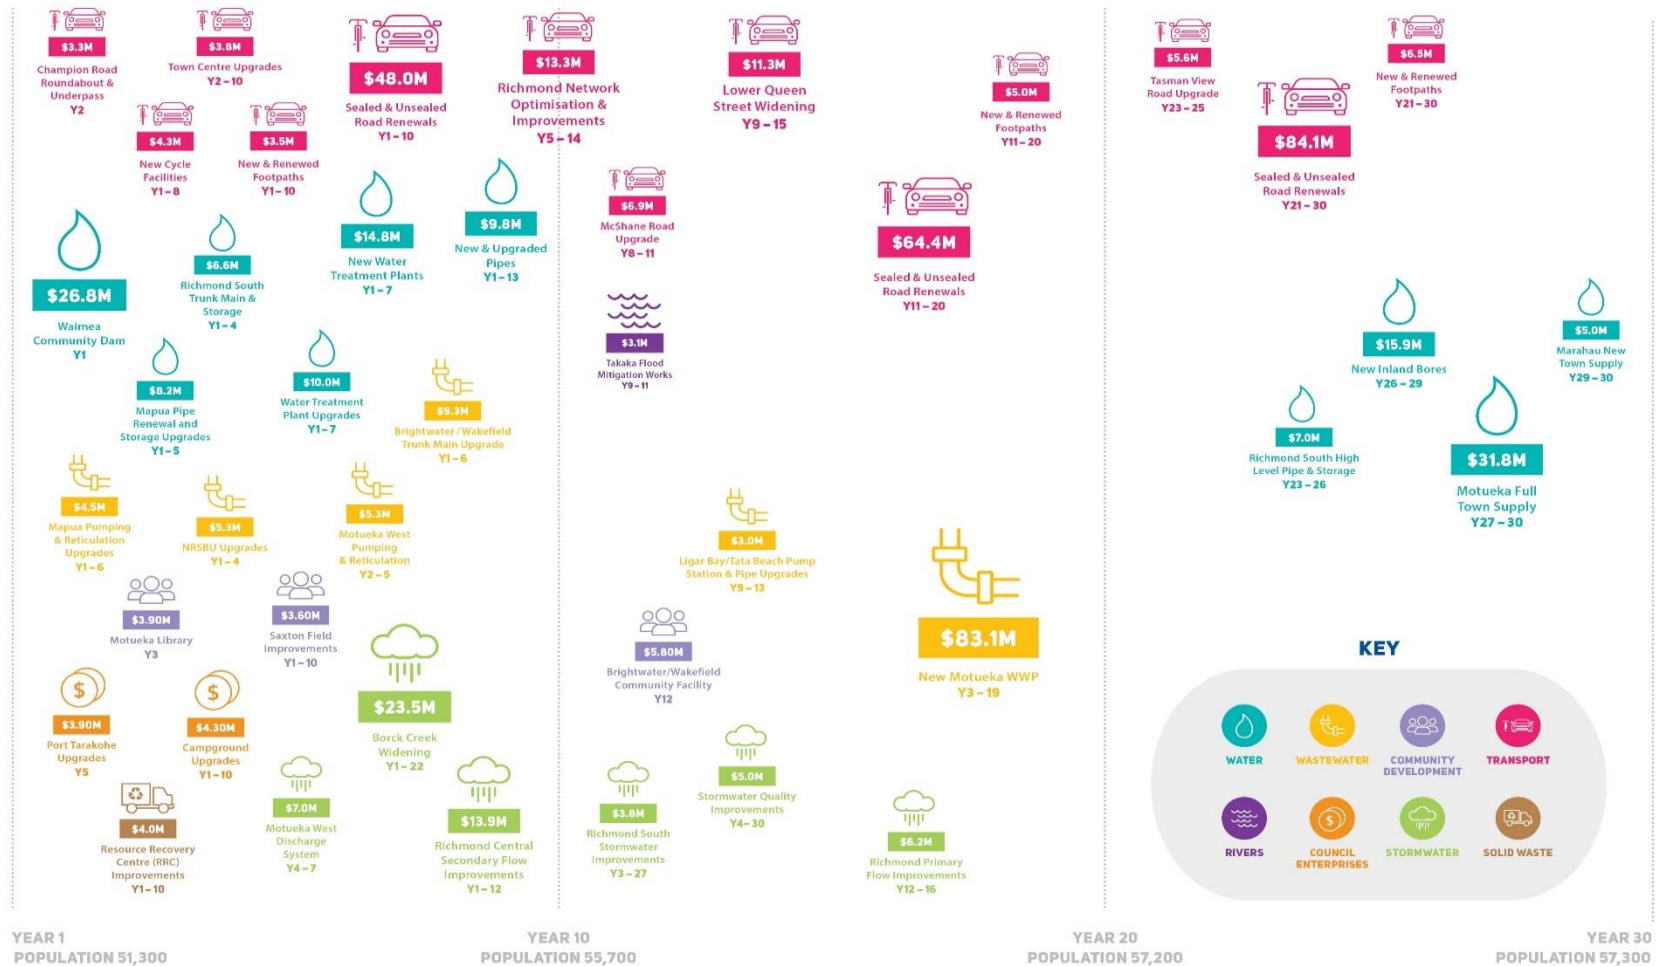 $3.3M
Champion Road
Roundabout &
Underpass
Y2
$3.8M
Town Centre Upgrades
Y2 – 10
$48.0M
Sealed & Unsealed
Road Renewals
Y1 – 10
$13.3M
Richmond Network
Optimisation &
Improvements
Y5 – 14
$11.3M
Lower Queen
Street Widening
Y9 – 15
$5.0M
New & Renewed
Footpaths
Y11 – 20
$5.6M
Tasman View
Road Upgrade
Y23 – 25
$84.1M
Sealed & Unsealed
Road Renewals
Y21 – 30
$6.5M
New & Renewed
Footpaths
Y21 – 30
$4.3M
New Cycle
Facilities
Y1 – 8
$3.5M
New & Renewed
Footpaths
Y1 – 10
$6.9M
McShane Road
Upgrade
Y8 – 11
$64.4M
Sealed & Unsealed
Road Renewals
Y11 – 20
$26.8M
Waimea
Community Dam
Y1
$6.6M
Richmond South
Trunk Main &
Storage
Y1 – 4
$14.8M
New Water
Treatment Plants
Y1 – 7
$9.8M
New & Upgraded
Pipes
Y1 – 13
$3.1M
Takaka Flood
Mitigation Works
Y9 – 11
$15.9M
New Inland Bores
Y26 – 29
$5.0M
Marahau New
Town Supply
Y29 – 30
$8.2M
Mapua Pipe
Renewal and
Storage Upgrades
Y1 – 5
$10.0M
Water Treatment
Plant Upgrades
Y1 – 7
$9.3M
Brightwater / Wakefield
Trunk Main Upgrade
Y1 – 6
$7.0M
Richmond South High
Level Pipe & Storage
Y23 – 26
$31.8M
Motueka Full
Town Supply
Y27 – 30
$4.5M
Mapua Pumping
& Reticulation
Upgrades
Y1 – 6
$5.3M
NRSBU Upgrades
Y1 – 4
$5.3M
Motueka West
Pumping
& Reticulation
Y2 – 5
$3.0M
Ligar Bay/Tata Beach Pump
Station & Pipe Upgrades
Y9 – 13
$83.1M
New Motueka WWP
Y3 – 19
$3.90M
Motueka Library
Y3
$3.60M
Saxton Field
Improvements
Y1 – 10
$5.80M
Brightwater/Wakefield
Community Facility
Y12
$3.90M
Port Tarakohe
Upgrades
Y5
$4.30M
Campground
Upgrades
Y1 – 10
$23.5M
Borck Creek
Widening
Y1 – 22
$4.0M
Resource Recovery
Centre (RRC)
Improvements
Y1 – 10
$7.0M
Motueka West
Discharge
System
Y4 – 7
$13.9M
Richmond Central
Secondary Flow
Improvements
Y1 – 12
$3.8M
Richmond South
Stormwater
Improvements
Y3 – 27
$5.0M
Stormwater Quality
Improvements
Y4 – 30
$6.2M
Richmond Primary
Flow Improvements
Y12 – 16
KEY
WATER
WASTEWATER
COMMUNITY
DEVELOPMENT
TRANSPORT
RIVERS
COUNCIL
ENTERPRISES
STORMWATER
SOLID WASTE
YEAR 1
POPULATION 51,300
YEAR 10
POPULATION 55,700
YEAR 20
POPULATION 57,200
YEAR 30
POPULATION 57,300